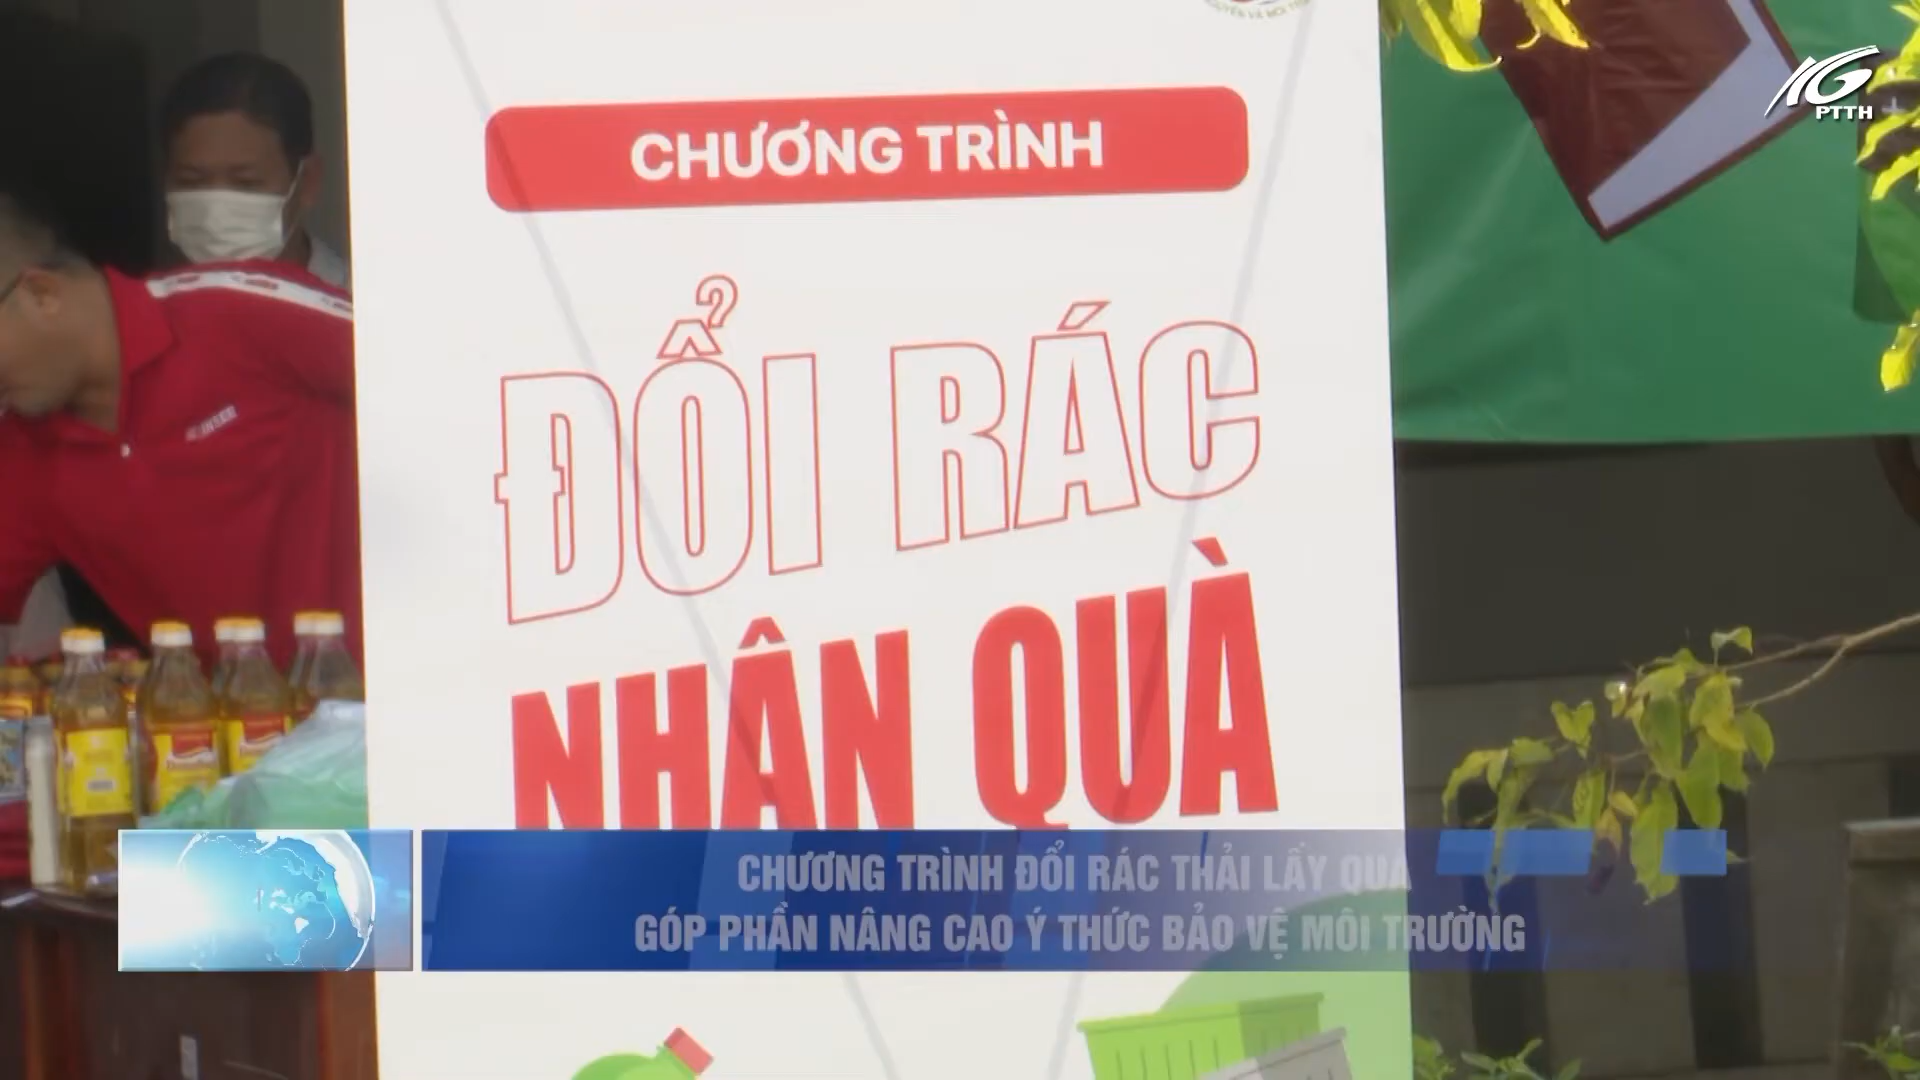 PTTH
CHƯƠNG TRÌNH
ĐỔI RÁC
NHÂN QUÀ
CHƯƠNG TRÌNH ĐỔI RÁC THẢI LẤY QUÀ
GÓP PHẦN NÂNG CAO Ý THỨC BẢO VỆ MÔI TRƯỜNG